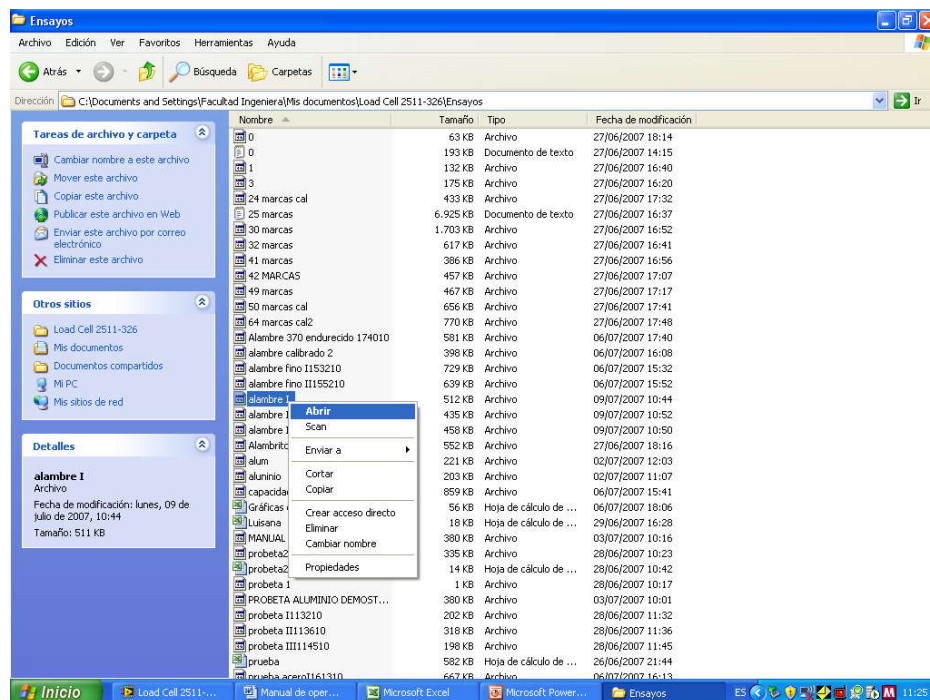 Ensayos
Archivo Edición Ver Favoritos Herramientas Ayuda
Atrás Búsqueda Carpetas
Dirección C:\Documents and Settings\Facultad Ingeniera\Mis documentos\Load Cell 2511-326\Ensayos Ir
Tareas de archivo y carpeta
Cambiar nombre a este archivo
Mover este archivo
Copiar este archivo
Publicar este archivo en Web
Enviar este archivo por correo
electrónico
Eliminar este archivo
Otros sitios
Load Cell 2511-326
Mis documentos
Documentos compartidos
Mi PC
Mis sitios de red
Detalles
alambre I
Archivo
Fecha de modificación: lunes, 09 de
julio de 2007, 10:44
Tamaño: 511 KB
Nombre Tamaño Tipo Fecha de modificación
0 63 KB Archivo 27/06/2007 18:14
0 193 KB Documento de texto 27/06/2007 14:15
1 132 KB Archivo 27/06/2007 16:40
3 175 KB Archivo 27/06/2007 16:20
24 marcas cal 433 KB Archivo 27/06/2007 17:32
25 marcas 6.925 KB Documento de texto 27/06/2007 16:37
30 marcas 1.703 KB Archivo 27/06/2007 16:52
32 marcas 617 KB Archivo 27/06/2007 16:41
41 marcas 386 KB Archivo 27/06/2007 16:56
42 MARCAS 457 KB Archivo 27/06/2007 17:07
49 marcas 467 KB Archivo 27/06/2007 17:17
50 marcas cal 656 KB Archivo 27/06/2007 17:41
64 marcas cal2 770 KB Archivo 27/06/2007 17:48
Alambre 370 endurecido 174010 581 KB Archivo 06/07/2007 17:40
alambre calibrado 2 398 KB Archivo 06/07/2007 16:08
alambre fino I153210 729 KB Archivo 06/07/2007 15:32
alambre fino II155210 639 KB Archivo 06/07/2007 15:52
alambre I 512 KB Archivo 09/07/2007 10:44
alambre I 435 KB Archivo 09/07/2007 10:52
alambre I 458 KB Archivo 09/07/2007 10:50
Alambrito 552 KB Archivo 27/06/2007 18:16
alum 221 KB Archivo 02/07/2007 12:03
aluninio 203 KB Archivo 02/07/2007 11:07
capacida 859 KB Archivo 06/07/2007 15:41
Gráficas 56 KB Hoja de cálculo de ... 06/07/2007 18:06
Luisana 18 KB Hoja de cálculo de ... 29/06/2007 16:28
MANUAL 380 KB Archivo 03/07/2007 10:16
probeta2 335 KB Archivo 28/06/2007 10:23
probeta2 14 KB Hoja de cálculo de ... 28/06/2007 10:42
probeta 1 1 KB Archivo 28/06/2007 10:17
PROBETA ALUMINIO DEMOST... 380 KB Archivo 03/07/2007 10:01
probeta I113210 202 KB Archivo 28/06/2007 11:32
probeta II113610 318 KB Archivo 28/06/2007 11:36
probeta III114510 198 KB Archivo 28/06/2007 11:45
prueba 582 KB Hoja de cálculo de ... 26/06/2007 21:44
prueba aceroI161310 667 KB Archivo 06/07/2007 16:13
Abrir
Scan
Enviar a
Cortar
Copiar
Crear acceso directo
Eliminar
Cambiar nombre
Propiedades
Inicio Load Cell 2511-... Manual de oper... Microsoft Excel Microsoft Power... Ensayos ES 11:25